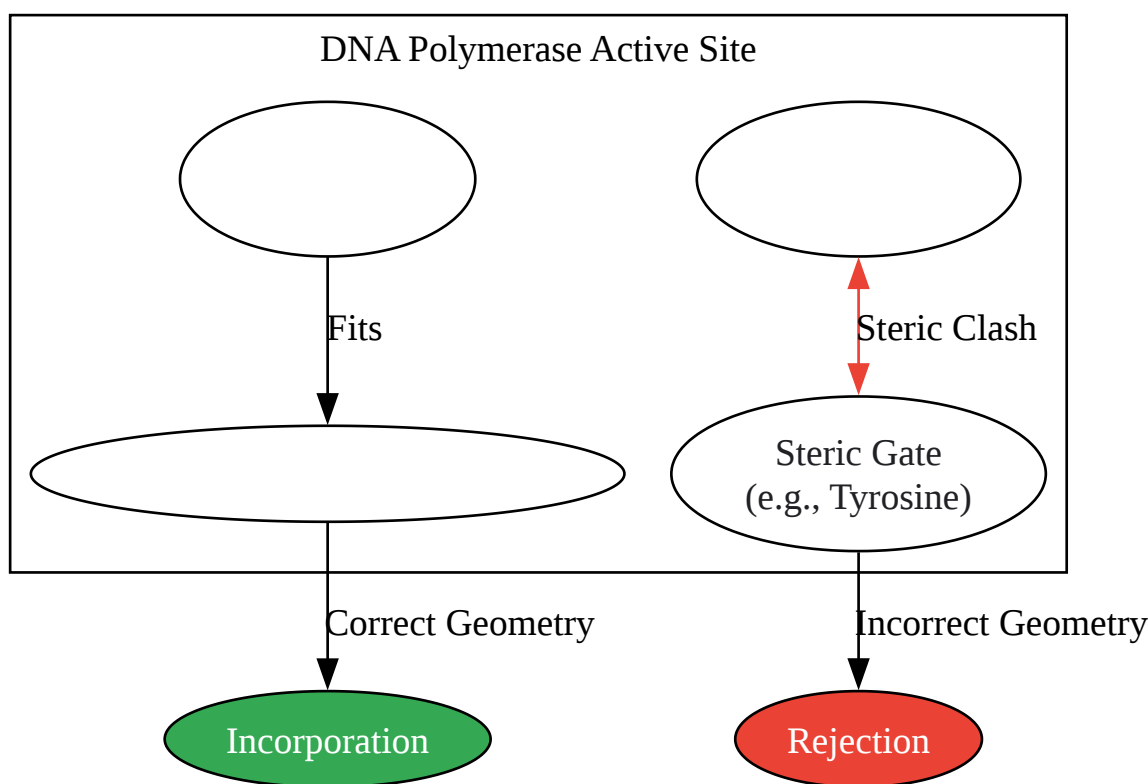 DNA Polymerase Active Site
Fits
Steric Clash
Steric Gate
(e.g., Tyrosine)
Correct Geometry
Incorrect Geometry
Incorporation
Rejection